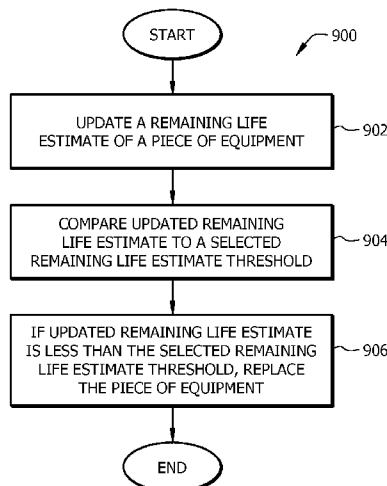 START
900
UPDATE A REMAINING LIFE
ESTIMATE OF A PIECE OF EQUIPMENT
902
COMPARE UPDATED REMAINING
LIFE ESTIMATE TO A SELECTED
REMAINING LIFE ESTIMATE THRESHOLD
904
IF UPDATED REMAINING LIFE ESTIMATE
IS LESS THAN THE SELECTED REMAINING
LIFE ESTIMATE THRESHOLD, REPLACE
THE PIECE OF EQUIPMENT
906
END